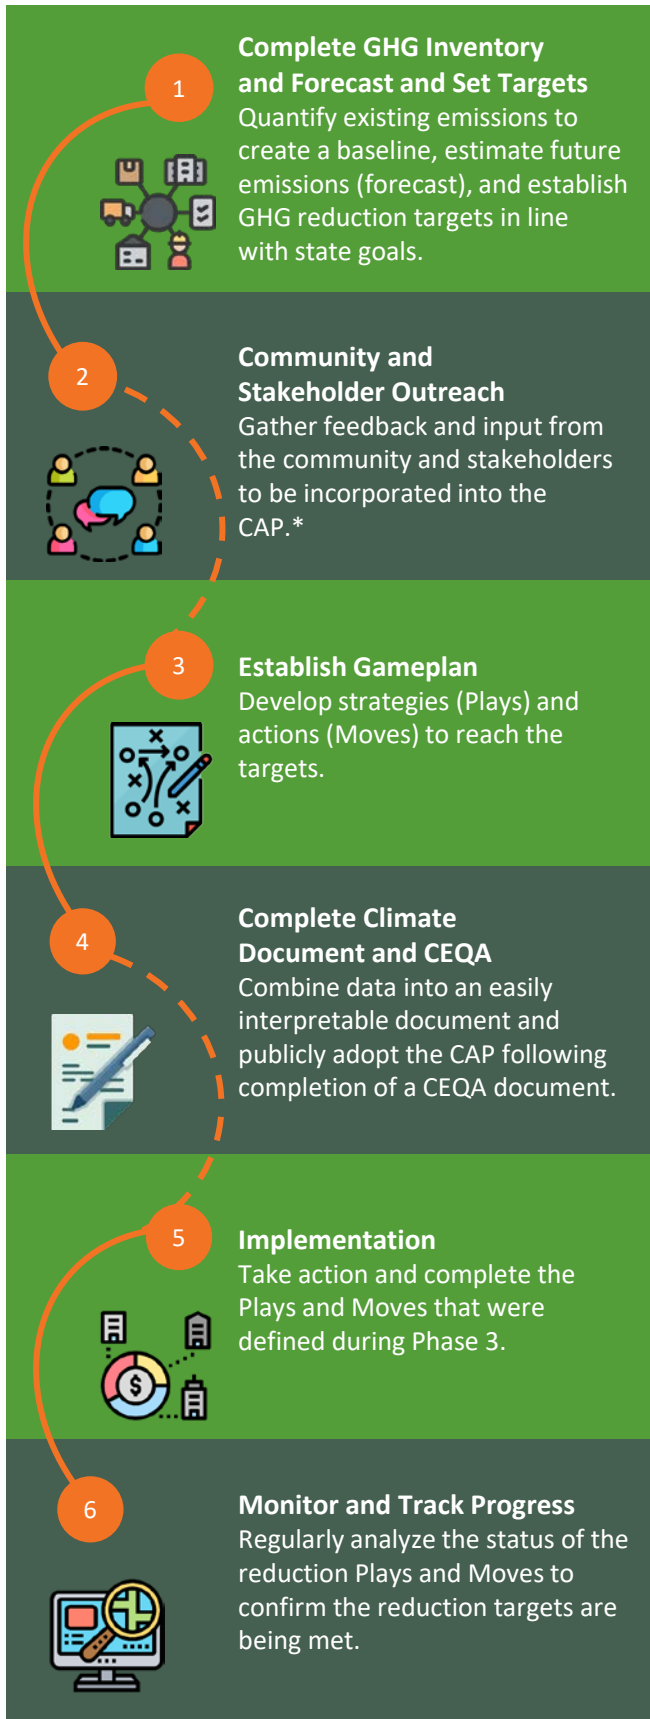 1
Complete GHG Inventory
and Forecast and Set Targets
Quantify existing emissions to
create a baseline, estimate future
emissions (forecast), and establish
GHG reduction targets in line
with state goals.
2
Community and
Stakeholder Outreach
Gather feedback and input from
the community and stakeholders
to be incorporated into the
CAP.*
3
Establish Gameplan
Develop strategies (Plays) and
actions (Moves) to reach the
targets.
4
Complete Climate
Document and CEQA
Combine data into an easily
interpretable document and
publicly adopt the CAP following
completion of a CEQA document.
5
Implementation
Take action and complete the
Plays and Moves that were
defined during Phase 3.
$
6
Monitor and Track Progress
Regularly analyze the status of the
reduction Plays and Moves to
confirm the reduction targets are
being met.